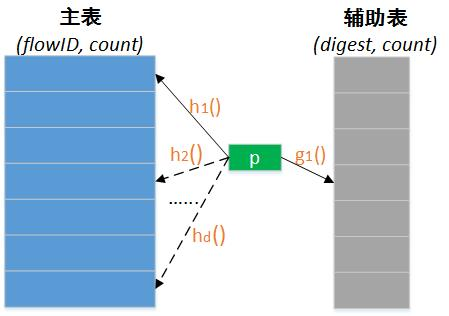 主表
(flowID, count)
辅助表
(digest, count)
h1()
h2()
p
g1()
......
hd()